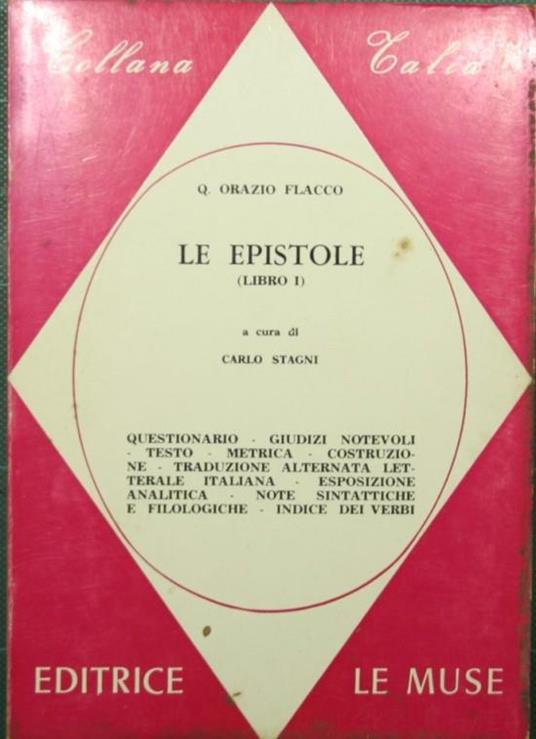 Collana Talia
Q. ORAZIO FLACCO
LE EPISTOLE
(LIBRO I)
a cura di
CARLO STAGNI
QUESTIONARIO - GIUDIZI NOTEVOLI
- TESTO - METRICA - COSTRUZIO-
NE - TRADUZIONE ALTERNATA LET-
TERALE ITALIANA - ESPOSIZIONE
ANALITICA - NOTE SINTATTICHE
E FILOLOGICHE - INDICE DEI VERBI
EDITRICE LE MUSE